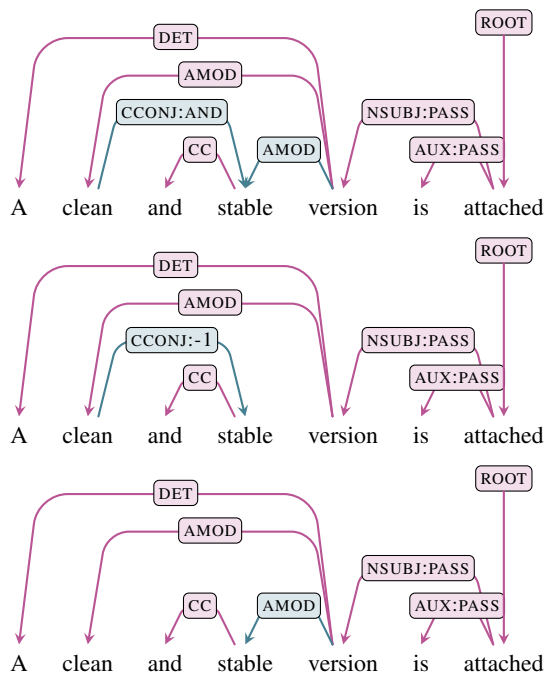 ROOT
DET
AMOD
CCONJ:AND NSUBJ:PASS
CC AMOD AUX:PASS
A clean and stable version is attached
ROOT
DET
AMOD
CCONJ:-1 NSUBJ:PASS
CC AUX:PASS
A clean and stable version is attached
ROOT
DET
AMOD
NSUBJ:PASS
CC AMOD AUX:PASS
A clean and stable version is attached